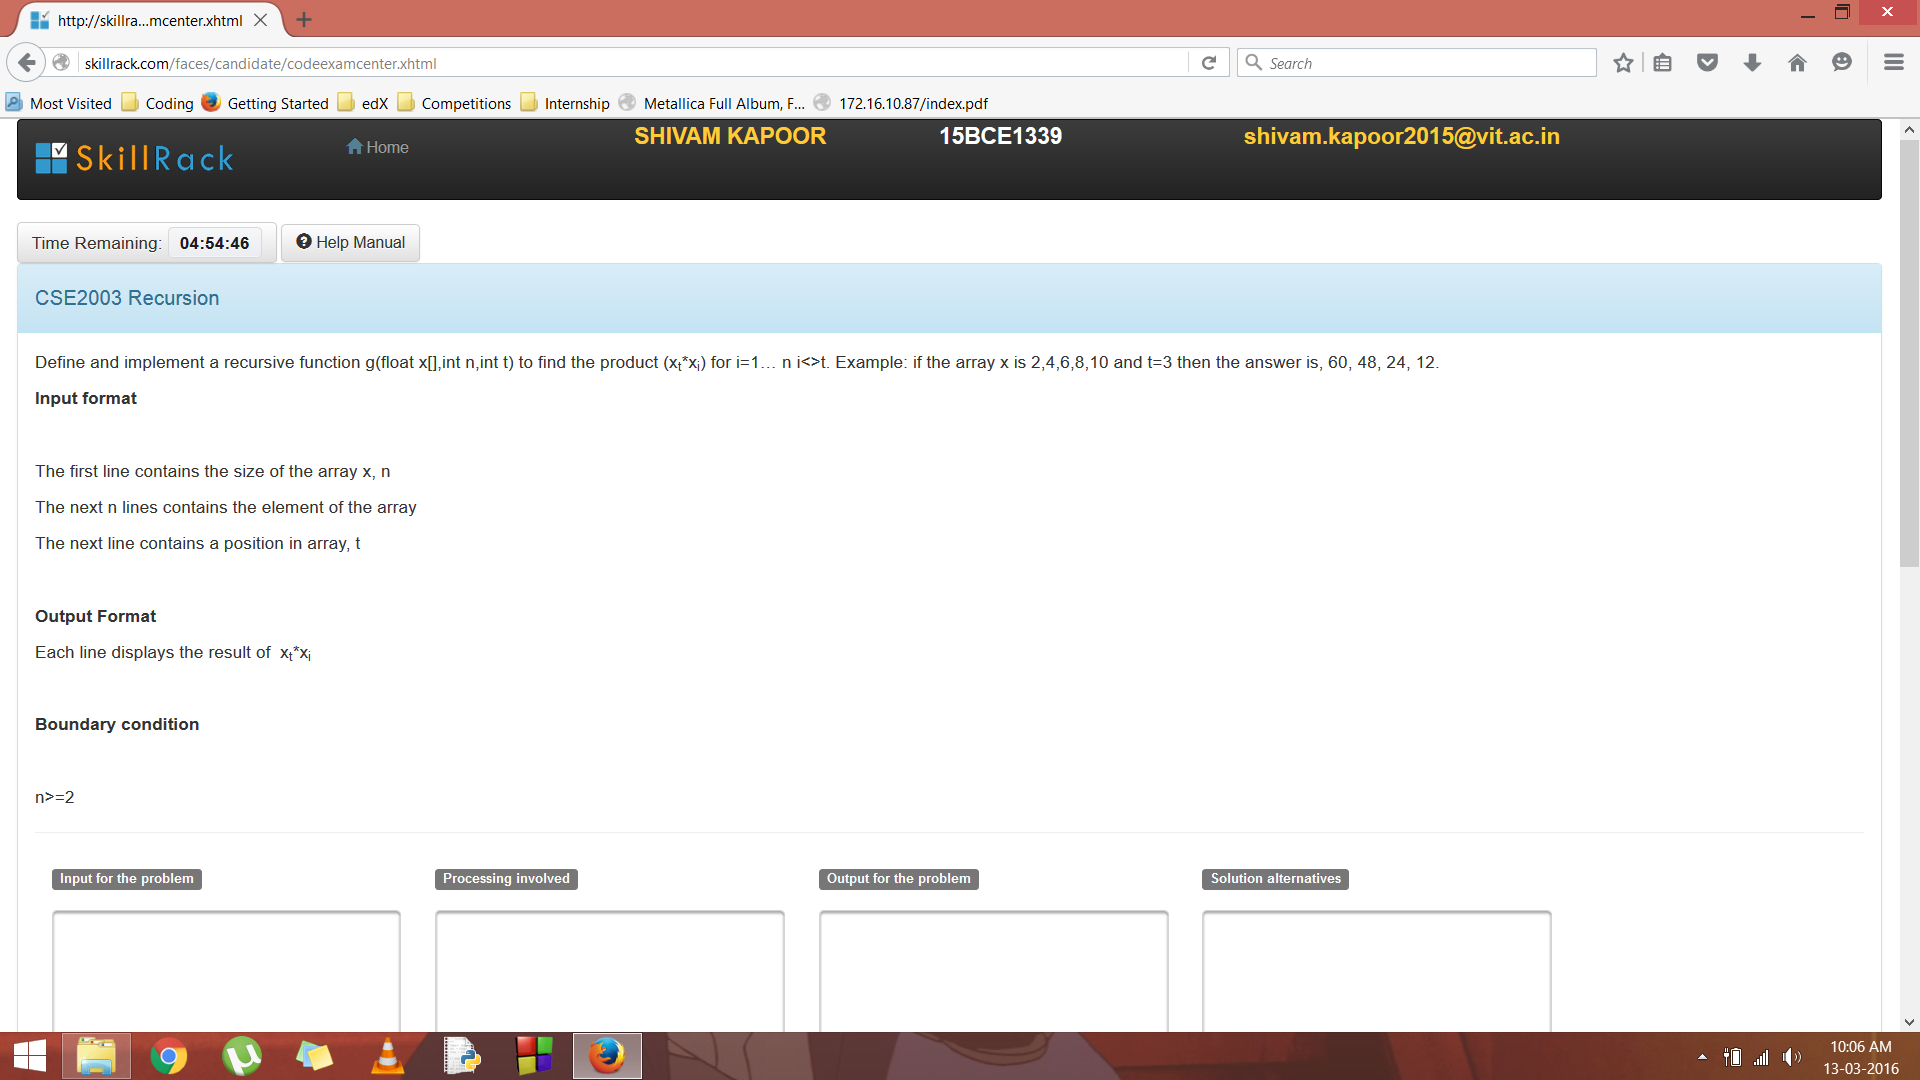 http://skillra...mcenter.xhtml
skillrack.com/faces/candidate/codeexamcenter.xhtml
Search
Most Visited Coding Getting Started edX Competitions Internship Metallica Full Album, F... 172.16.10.87/index.pdf
SkillRack Home SHIVAM KAPOOR 15BCE1339 shivam.kapoor2015@vit.ac.in
Time Remaining: 04:54:46 Help Manual
CSE2003 Recursion
Define and implement a recursive function g(float x[],int n,int t) to find the product (xt*xi) for i=1... n i<>t. Example: if the array x is 2,4,6,8,10 and t=3 then the answer is, 60, 48, 24, 12.
Input format
The first line contains the size of the array x, n
The next n lines contains the element of the array
The next line contains a position in array, t
Output Format
Each line displays the result of  xt*xi
Boundary condition
n>=2
Input for the problem Processing involved Output for the problem Solution alternatives
10:06 AM
13-03-2016